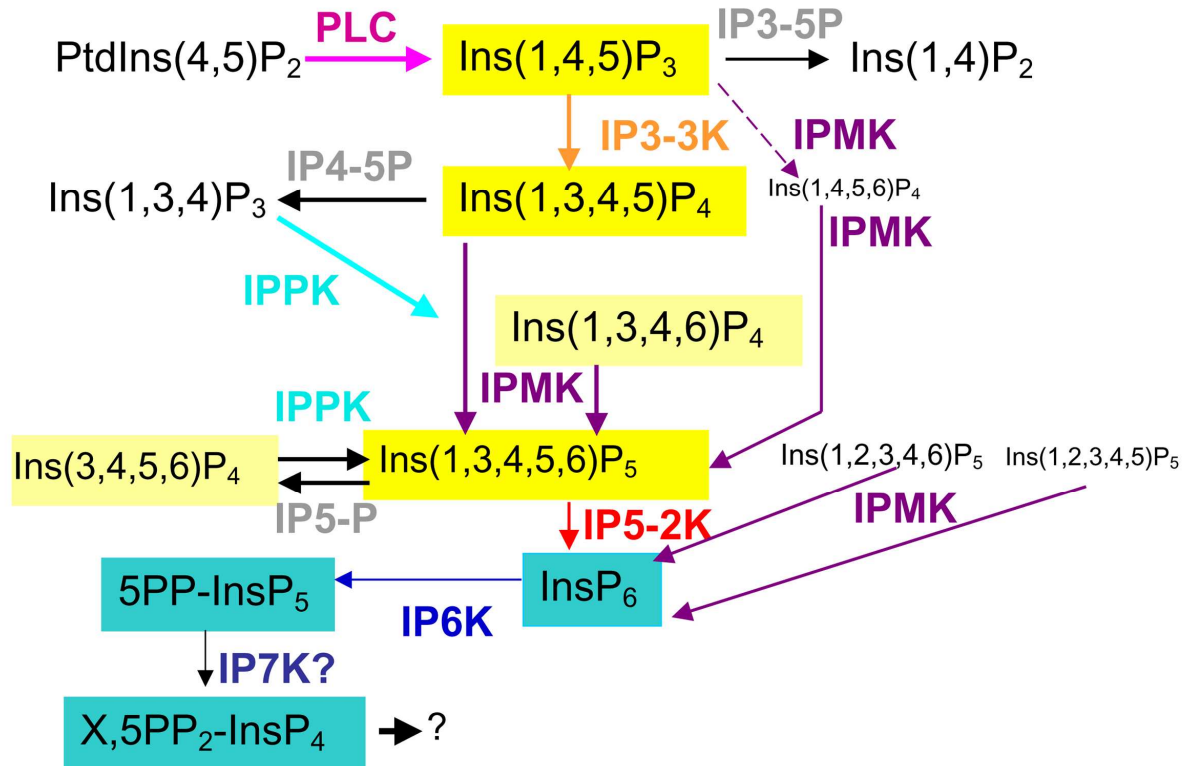 PtdIns(4,5)P₂
PLC
Ins(1,4,5)P₃
IP3-5P
Ins(1,4)P₂
IP3-3K
IPMK
Ins(1,3,4)P₃
IP4-5P
Ins(1,3,4,5)P₄
Ins(1,4,5,6)P₄
IPMK
IPPK
Ins(1,3,4,6)P₄
IPMK
IPPK
Ins(3,4,5,6)P₄
Ins(1,3,4,5,6)P₅
Ins(1,2,3,4,6)P₅
Ins(1,2,3,4,5)P₅
IP5-P
IP5-2K
IPMK
5PP-InsP₅
InsP₆
IP6K
IP7K?
X,5PP₂-InsP₄
?